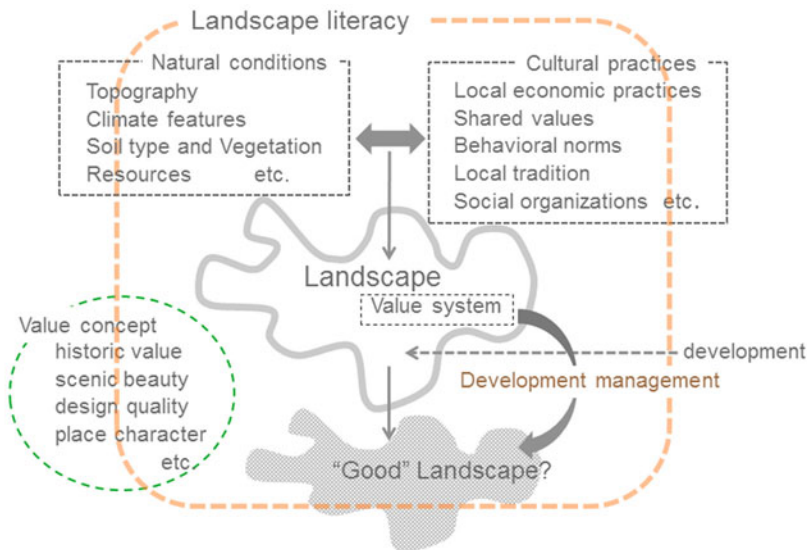 Landscape literacy
Natural conditions
Topography
Climate features
Soil type and Vegetation
Resources etc.
Cultural practices
Local economic practices
Shared values
Behavioral norms
Local tradition
Social organizations etc.
Landscape
Value system
Value concept
historic value
scenic beauty
design quality
place character
etc.
development
Development management
“Good” Landscape?